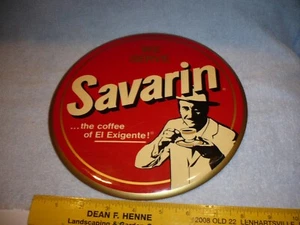 Savarin
...the coffee
of El Exigente!®
DEAN F. HENNE
Landscaping & Garden
©2008 OLD 22 LENHARTSVILLE